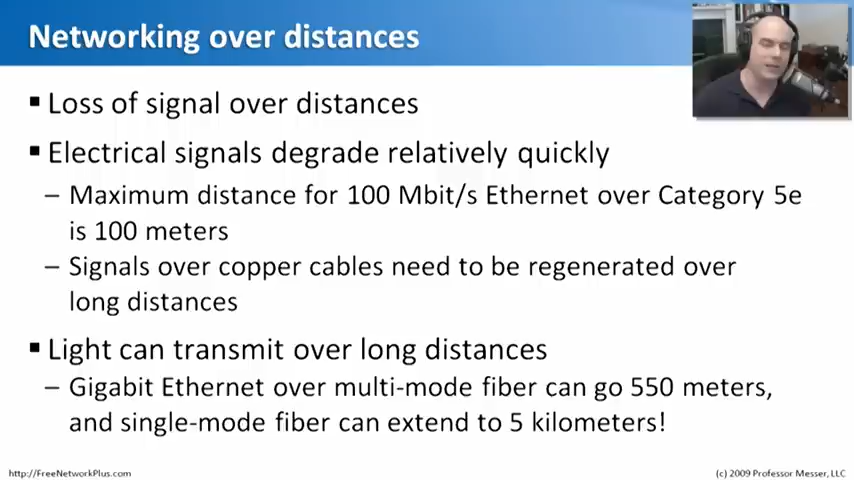 Networking over distances
▪ Loss of signal over distances
▪ Electrical signals degrade relatively quickly
– Maximum distance for 100 Mbit/s Ethernet over Category 5e
is 100 meters
– Signals over copper cables need to be regenerated over
long distances
▪ Light can transmit over long distances
– Gigabit Ethernet over multi-mode fiber can go 550 meters,
and single-mode fiber can extend to 5 kilometers!
http://FreeNetworkPlus.com
(c) 2009 Professor Messer, LLC